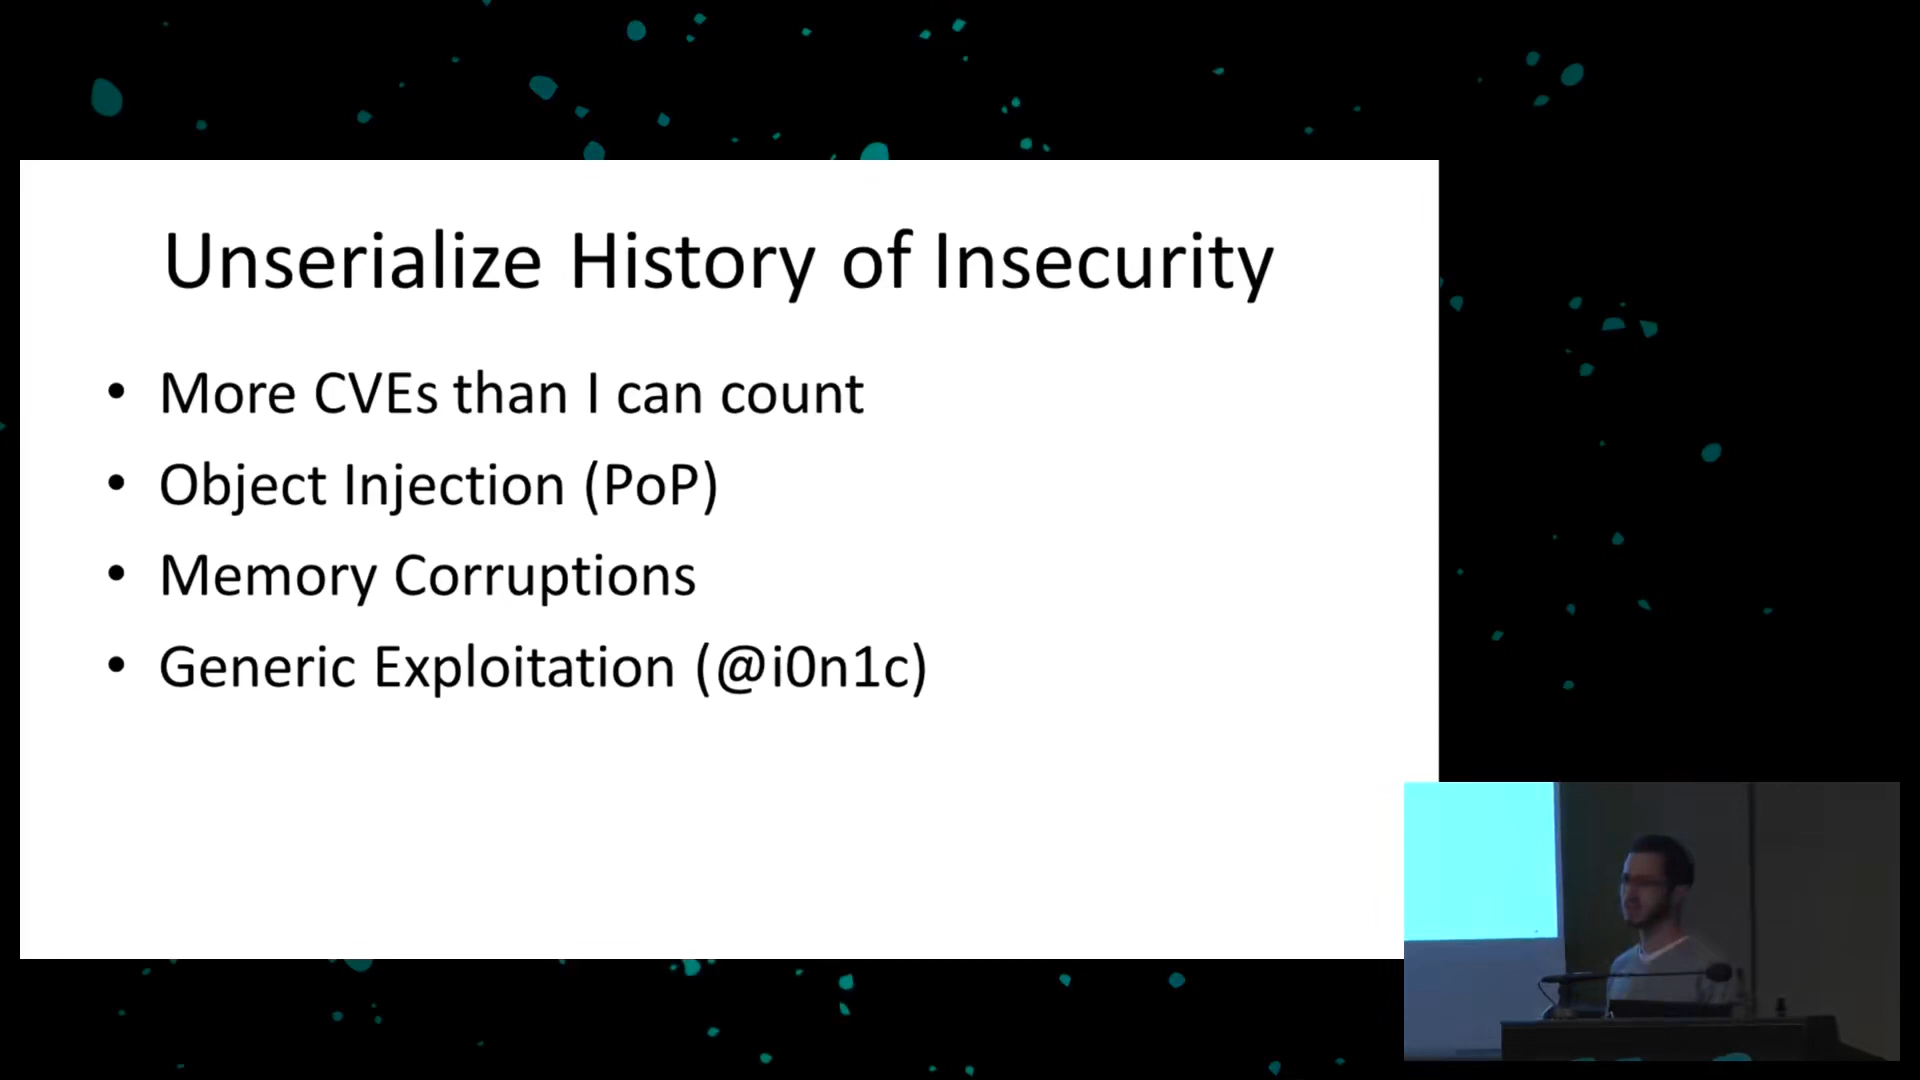 Unserialize History of Insecurity
• More CVEs than I can count
• Object Injection (PoP)
• Memory Corruptions
• Generic Exploitation (@i0n1c)